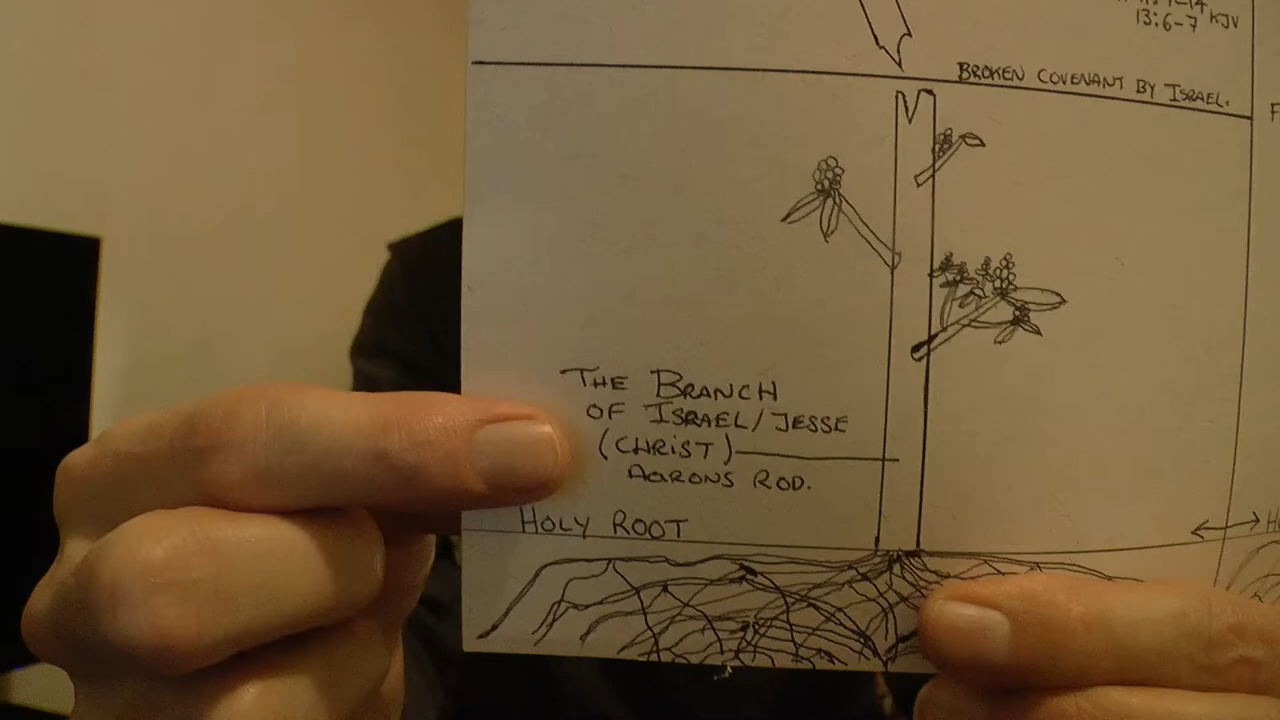 13:6-7 KJV
BROKEN COVENANT BY ISRAEL.
THE BRANCH
OF ISRAEL/JESSE
(CHRIST)
AARONS ROD.
HOLY ROOT